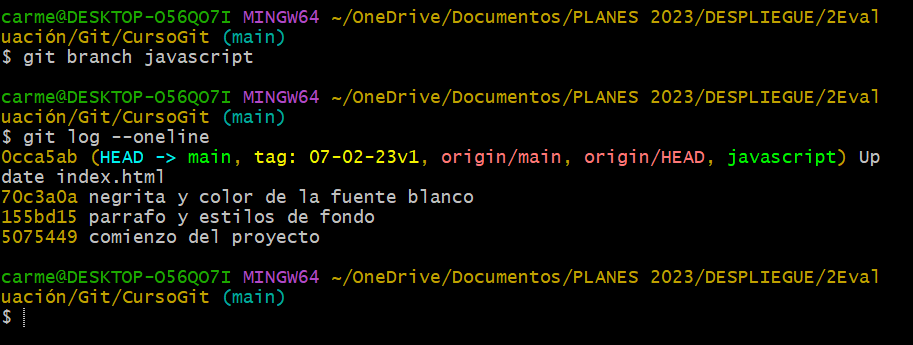 carme@DESKTOP-O56QO7I MINGW64 ~/OneDrive/Documentos/PLANES 2023/DESPLIEGUE/2Eval
uación/Git/CursoGit (main)
$ git branch javascript
carme@DESKTOP-O56QO7I MINGW64 ~/OneDrive/Documentos/PLANES 2023/DESPLIEGUE/2Eval
uación/Git/CursoGit (main)
$ git log --oneline
0cca5ab (HEAD -> main, tag: 07-02-23v1, origin/main, origin/HEAD, javascript) Up
date index.html
70c3a0a negrita y color de la fuente blanco
155bd15 parrafo y estilos de fondo
5075449 comienzo del proyecto
carme@DESKTOP-O56QO7I MINGW64 ~/OneDrive/Documentos/PLANES 2023/DESPLIEGUE/2Eval
uación/Git/CursoGit (main)
$